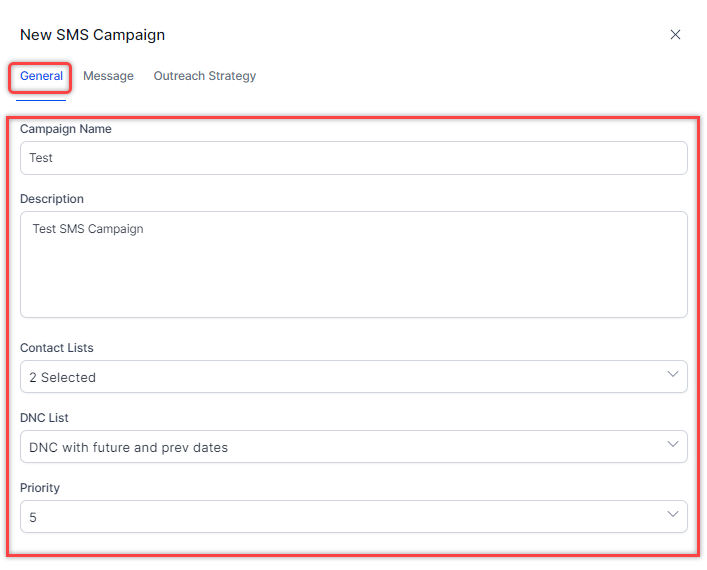 New SMS Campaign
General Message Outreach Strategy
Campaign Name
Test
Description
Test SMS Campaign
Contact Lists
2 Selected
DNC List
DNC with future and prev dates
Priority
5